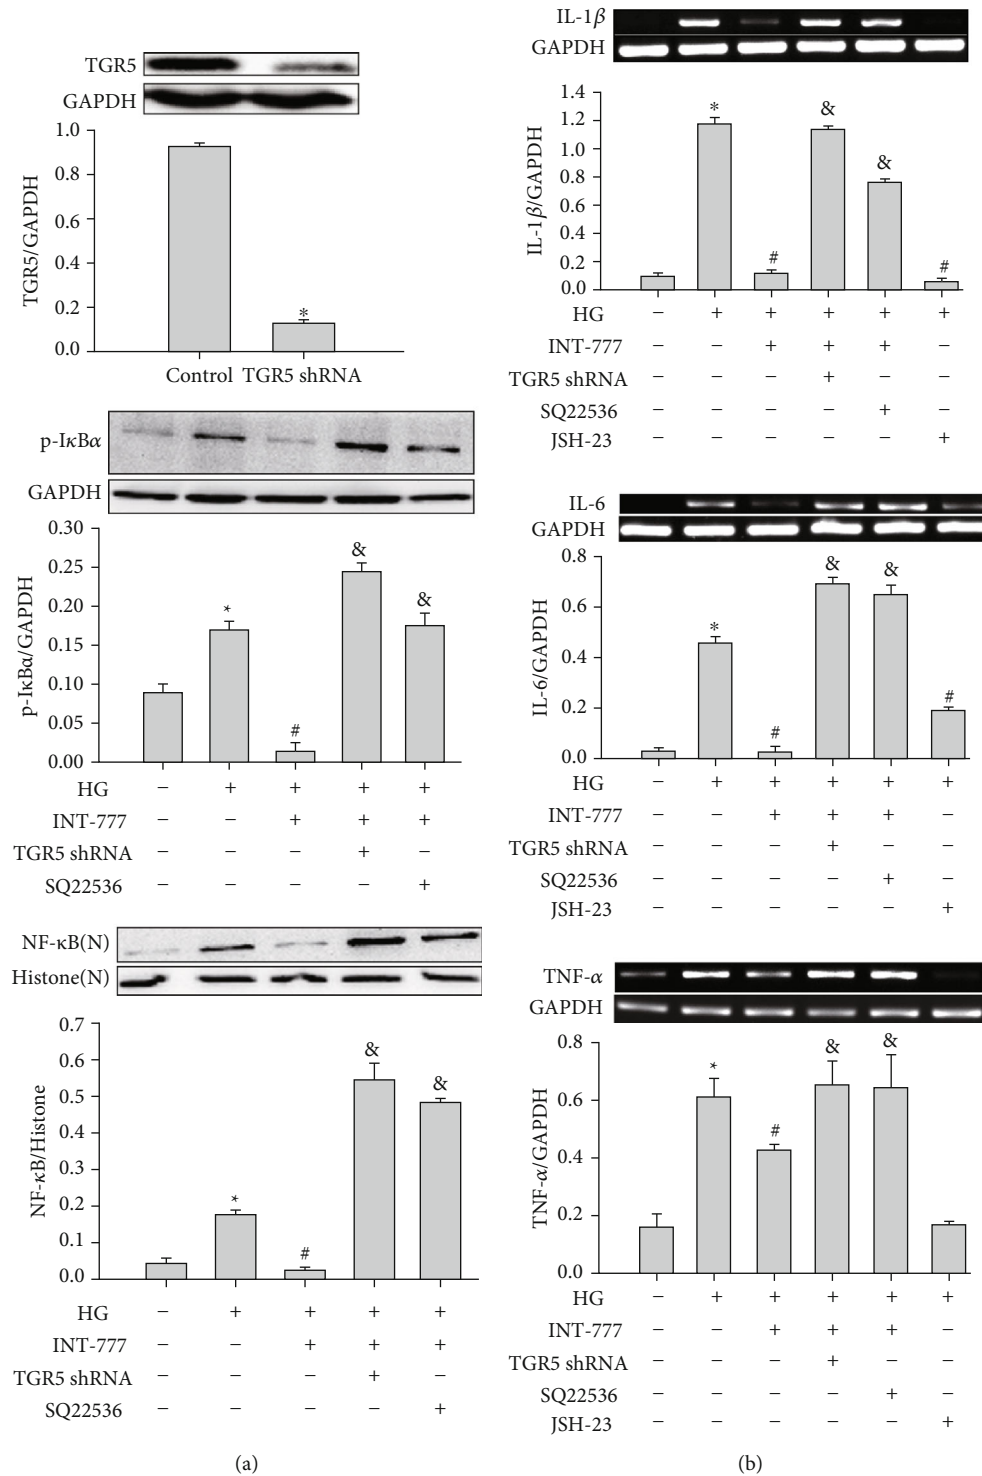 TGR5
GAPDH
TGR5/GAPDH
1.0
0.8
0.6
0.4
0.2
0.0
*
Control TGR5 shRNA
p-IκBα
GAPDH
p-IκBα/GAPDH
0.30
0.25
0.20
0.15
0.10
0.05
0.00
* # & &
HG − + + + +
INT-777 − − + + +
TGR5 shRNA − − − + −
SQ22536 − − − − +
NF-κB(N)
Histone(N)
NF-κB/Histone
0.7
0.6
0.5
0.4
0.3
0.2
0.1
0.0
* # & &
HG − + + + +
INT-777 − − + + +
TGR5 shRNA − − − + −
SQ22536 − − − − +
(a)
IL-1β
GAPDH
IL-1β/GAPDH
1.4
1.2
1.0
0.8
0.6
0.4
0.2
0.0
* # & & #
HG − + + + + +
INT-777 − − + + + −
TGR5 shRNA − − − + − −
SQ22536 − − − − + −
JSH-23 − − − − − +
IL-6
GAPDH
IL-6/GAPDH
0.8
0.6
0.4
0.2
0.0
* # & & #
HG − + + + + +
INT-777 − − + + + −
TGR5 shRNA − − − + − −
SQ22536 − − − − + −
JSH-23 − − − − − +
TNF-α
GAPDH
TNF-α/GAPDH
0.8
0.6
0.4
0.2
0.0
* # & &
HG − + + + + +
INT-777 − − + + + −
TGR5 shRNA − − − + − −
SQ22536 − − − − + −
JSH-23 − − − − − +
(b)